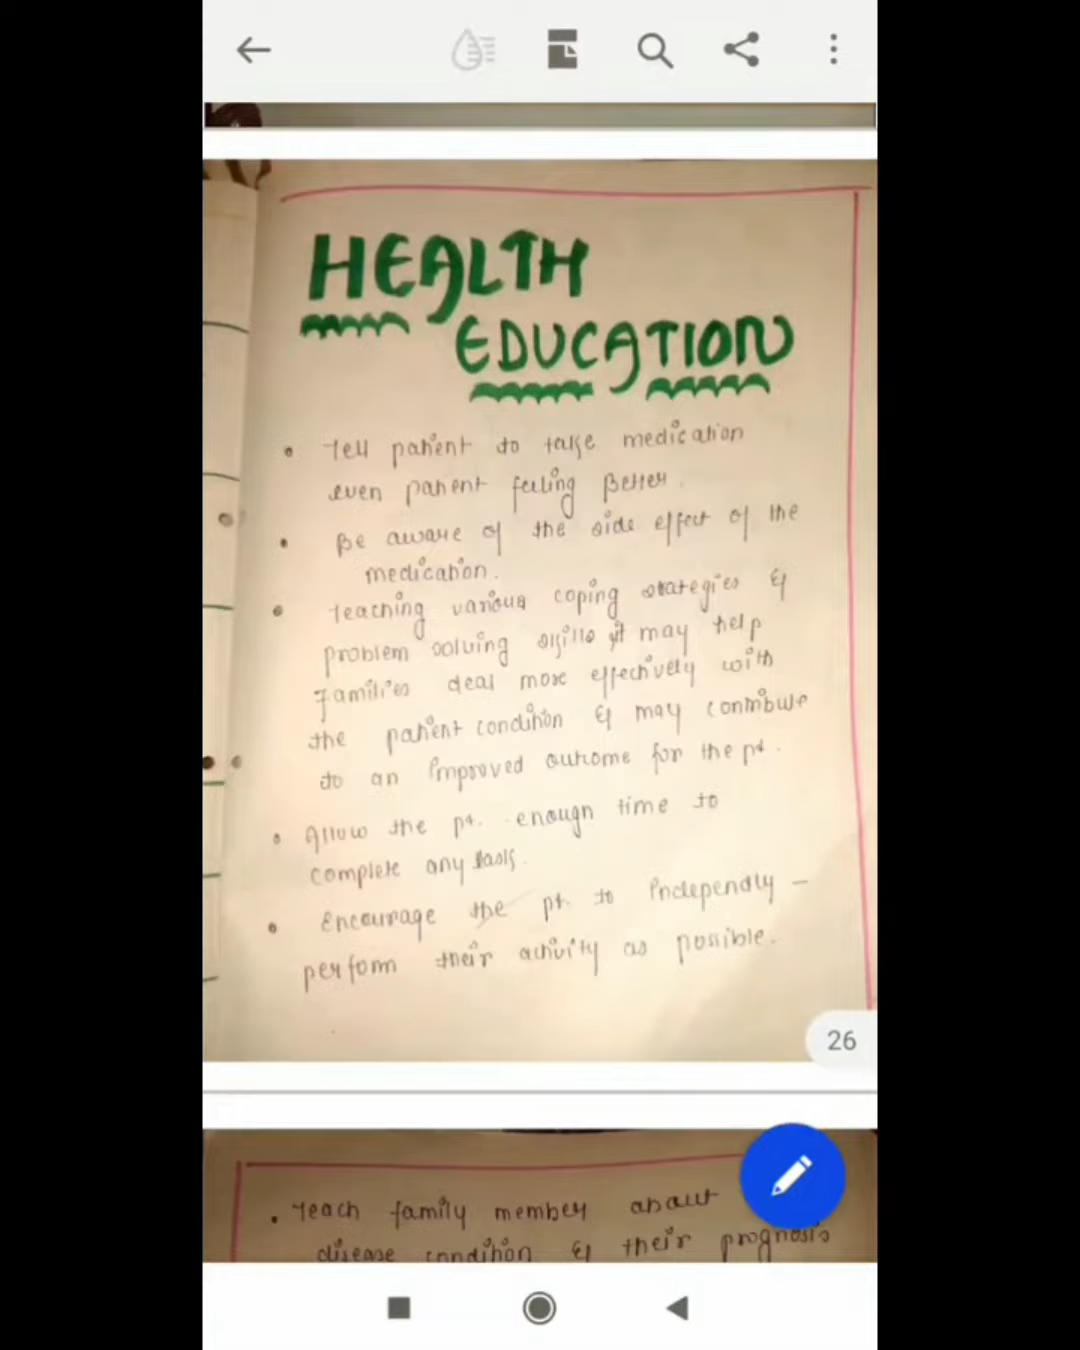 HEALTH
EDUCATION
• Tell patient to take medication
even patient feeling Better.
• Be aware of the side effect of the
medication.
• Teaching various coping strategies &
problem solving skills it may help
families deal more effectively with
the patient condition & may contribute
to an improved outcome for the pt.
• Allow the pt. enough time to
complete any task.
• Encourage the pt. to independly -
perform their activity as possible.
26
• Teach family member about
disease condition & their prognosis